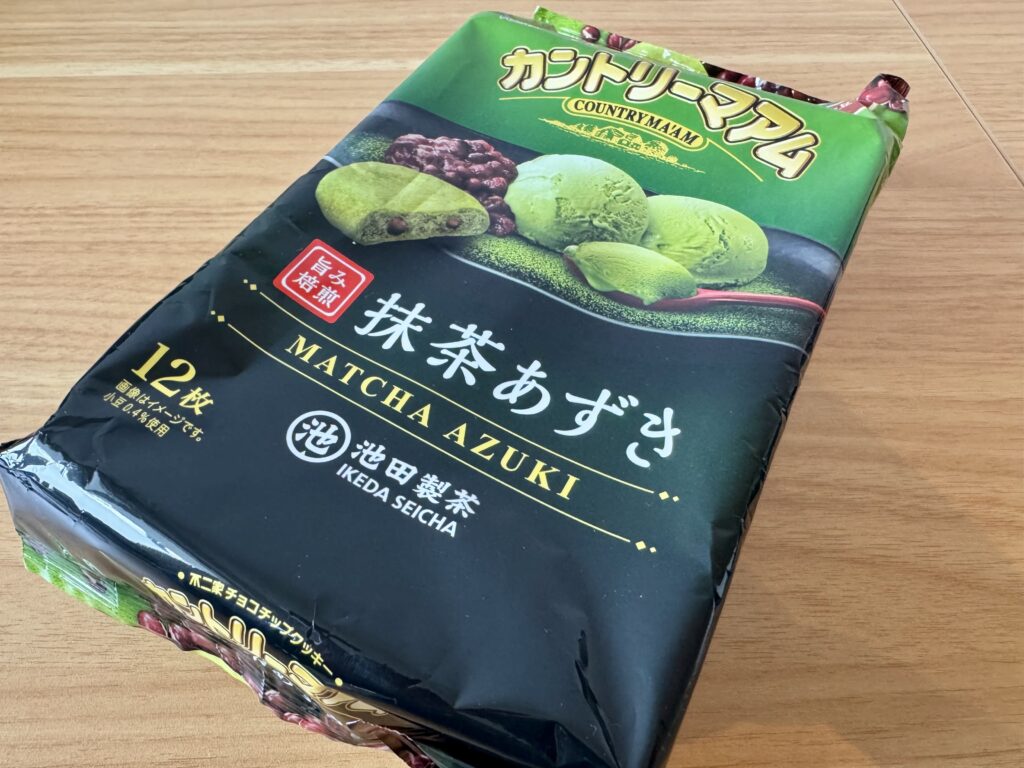 カントリーマアム
COUNTRY MA'AM
旨み
焙煎
抹茶あずき
MATCHA AZUKI
12枚
画像はイメージです。
小豆0.4%使用
池
池田製茶
IKEDA SEICHA
不二家チョコチップクッキー
カントリーマアム